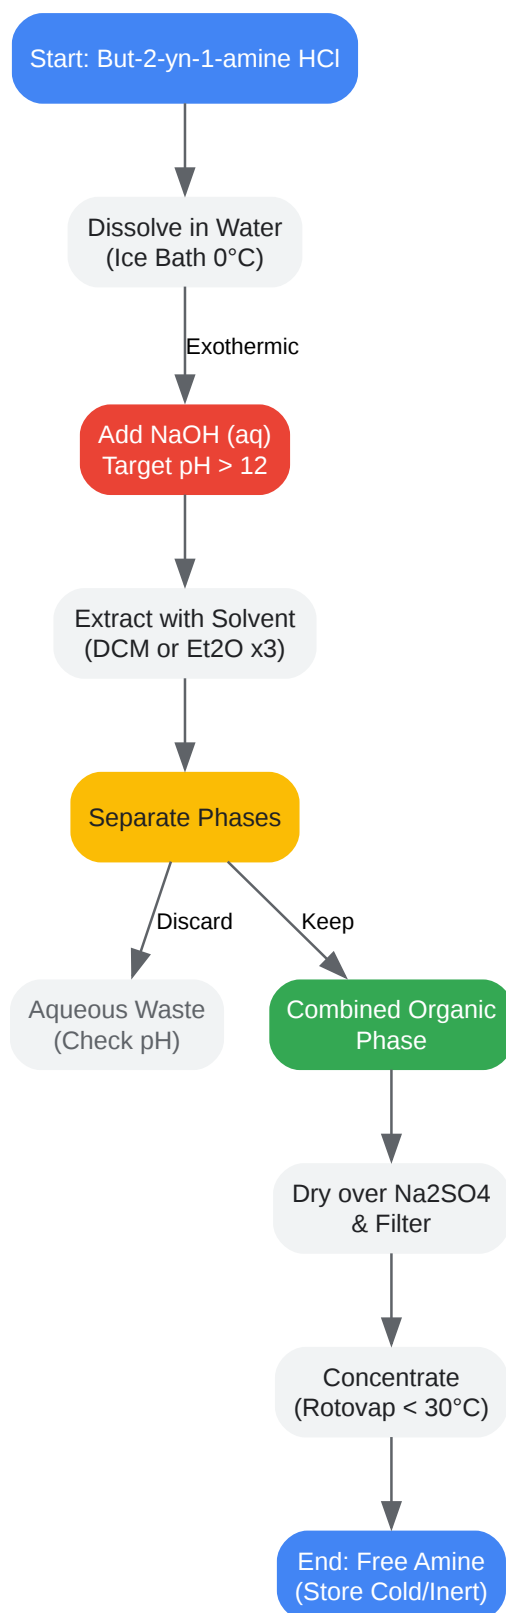 Start: But-2-yn-1-amine HCl
Dissolve in Water
(Ice Bath 0°C)
Exothermic
Add NaOH (aq)
Target pH > 12
Extract with Solvent
(DCM or Et2O x3)
Separate Phases
Discard
Keep
Aqueous Waste
(Check pH)
Combined Organic
Phase
Dry over Na2SO4
& Filter
Concentrate
(Rotovap < 30°C)
End: Free Amine
(Store Cold/Inert)